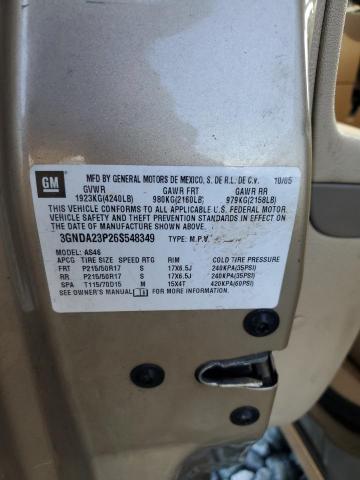 GM
MFD BY GENERAL MOTORS DE MEXICO, S. DE R.L. DE C.V. 10/05
GVWR GAWR FRT GAWR RR
1923KG(4240LB) 980KG(2160LB) 979KG(2158LB)
THIS VEHICLE CONFORMS TO ALL APPLICABLE U.S. FEDERAL MOTOR
VEHICLE SAFETY, BUMPER, AND THEFT PREVENTION STANDARDS IN
EFFECT ON THE DATE OF MANUFACTURE SHOWN ABOVE.
3GNDA23P26S548349 TYPE: M.P.V.
MODEL: AS46
APCG TIRE SIZE SPEED RTG RIM COLD TIRE PRESSURE
FRT P215/50R17 S 17X6.5J 240KPA(35PSI)
RR P215/50R17 S 17X6.5J 240KPA(35PSI)
SPA T115/70D15 M 15X4T 420KPA(60PSI)
SEE OWNER'S MANUAL FOR ADDITIONAL INFORMATION.